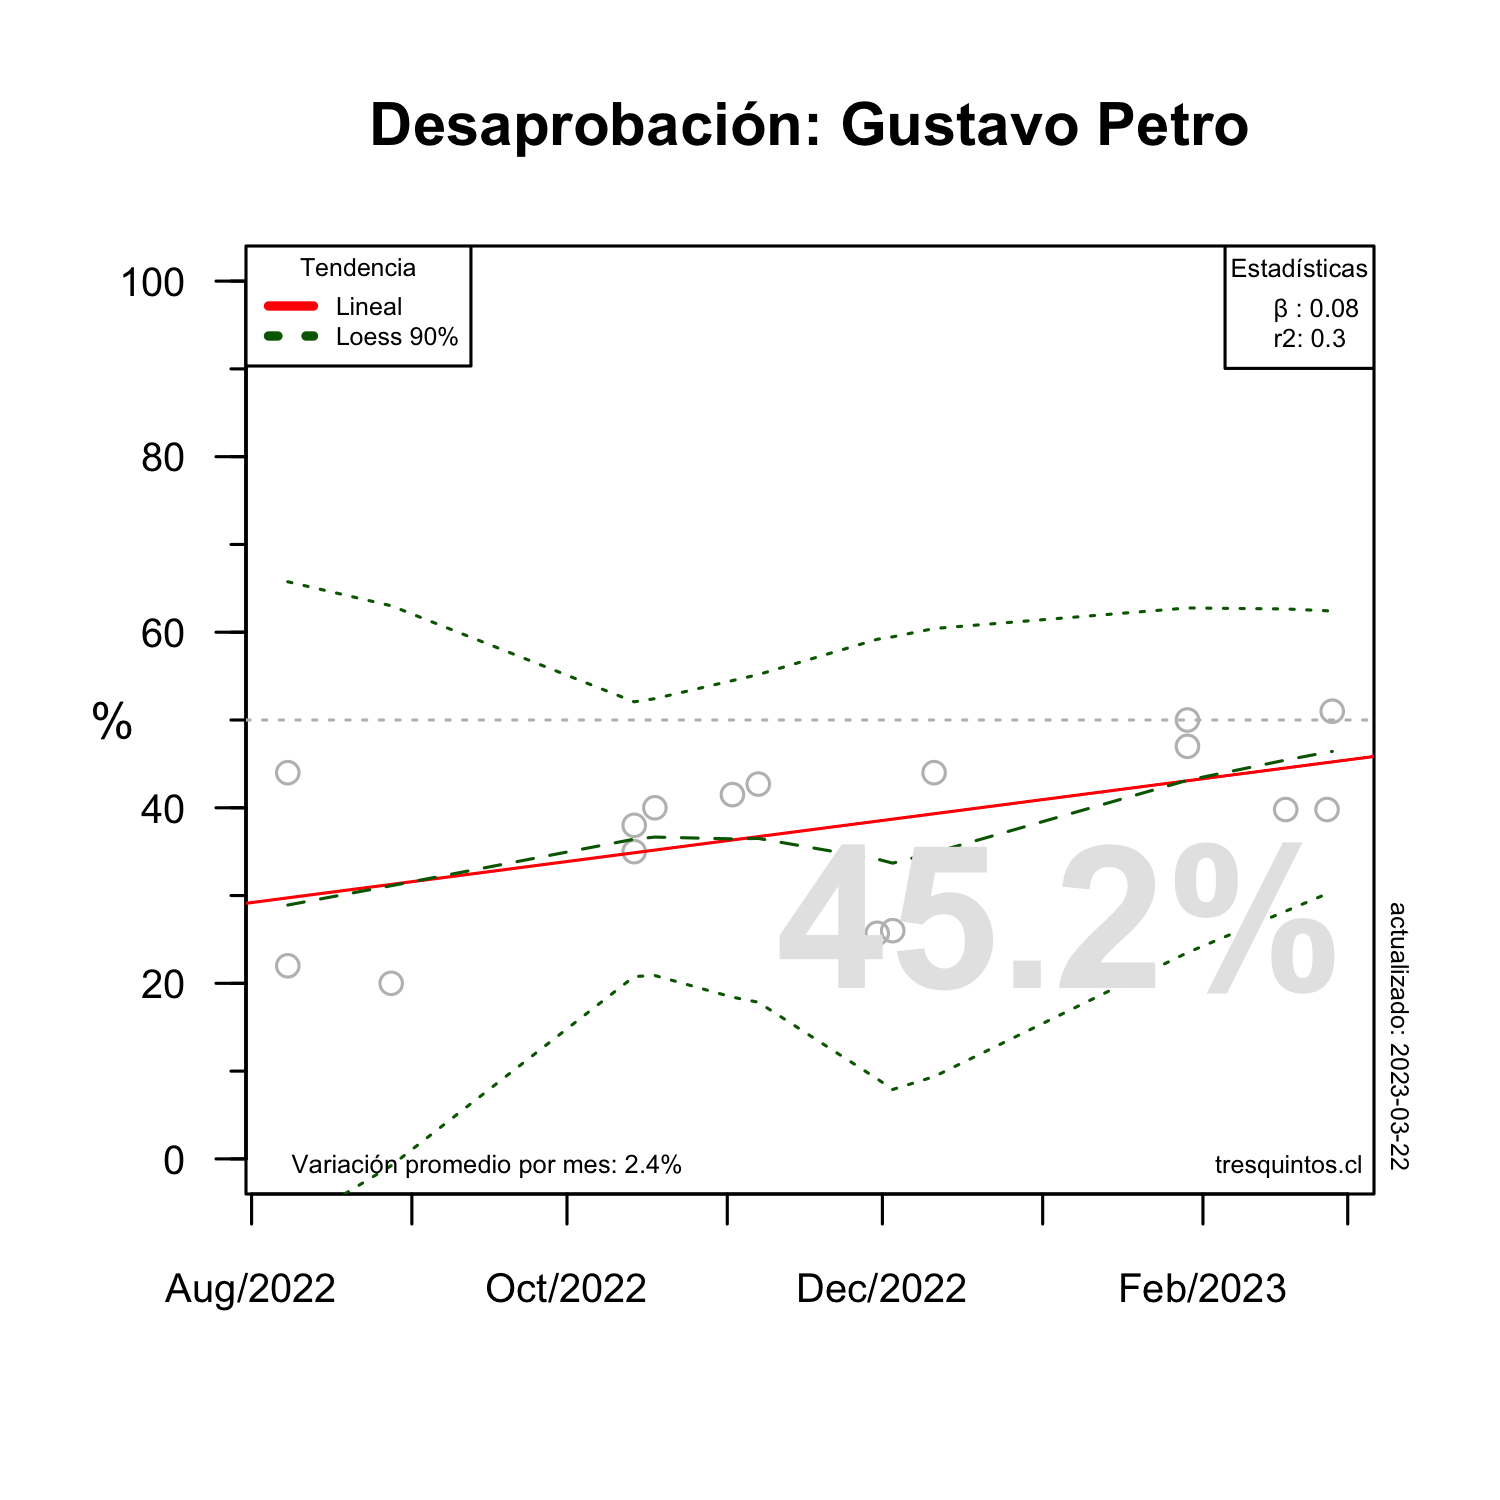 Desaprobación: Gustavo Petro
Tendencia
Lineal
Loess 90%
Estadísticas
β : 0.08
r2: 0.3
100
80
60
%
40
20
0
45.2%
actualizado: 2023-03-22
Variación promedio por mes: 2.4%
tresquintos.cl
Aug/2022
Oct/2022
Dec/2022
Feb/2023